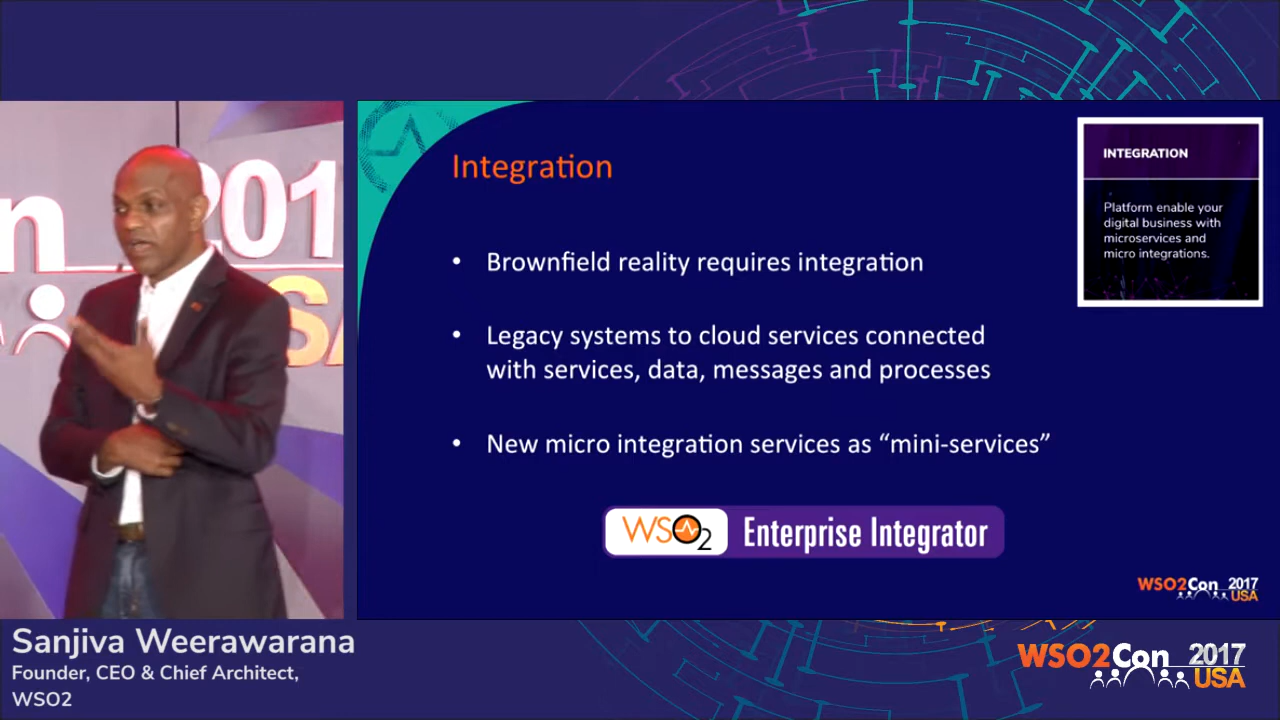 n 201
SA
Integration
• Brownfield reality requires integration
• Legacy systems to cloud services connected
with services, data, messages and processes
• New micro integration services as “mini-services”
WSO2 Enterprise Integrator
INTEGRATION
Platform enable your
digital business with
microservices and
micro integrations.
WSO2Con 2017
USA
Sanjiva Weerawarana
Founder, CEO & Chief Architect,
WSO2
WSO2Con 2017
USA